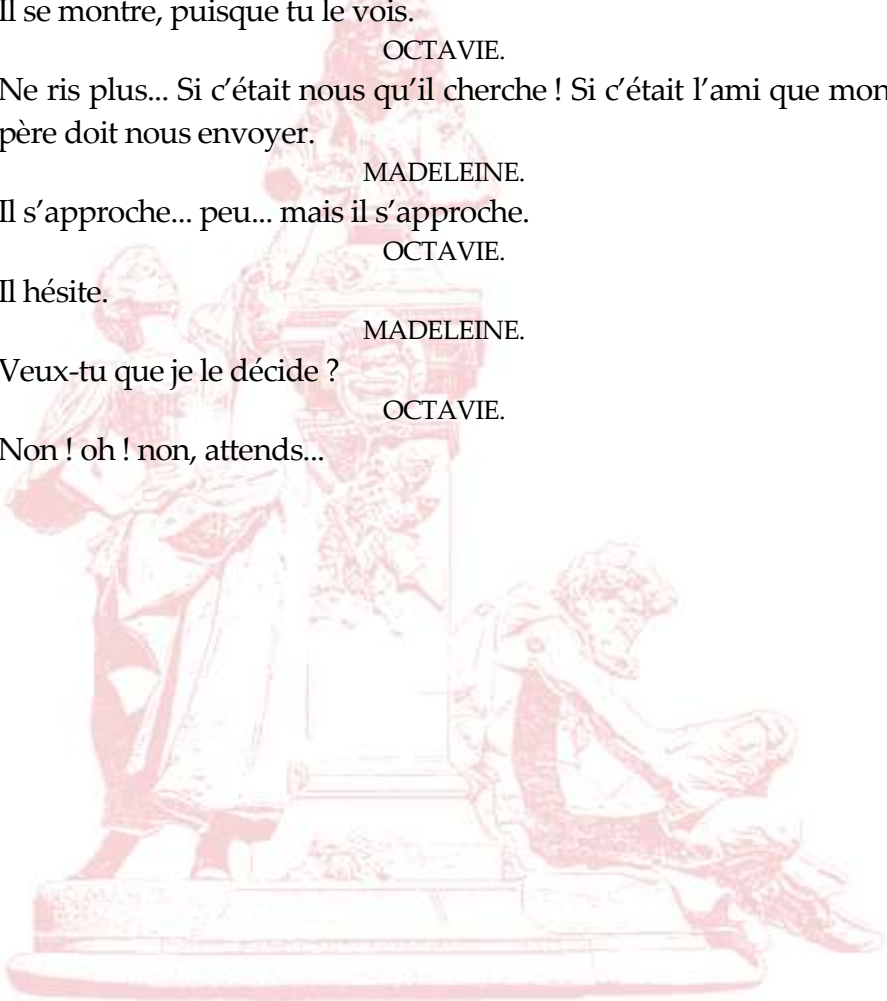 Il se montre, puisque tu le vois.
OCTAVIE.
Ne ris plus... Si c’était nous qu’il cherche ! Si c’était l’ami que mon
père doit nous envoyer.
MADELEINE.
Il s’approche... peu... mais il s’approche.
OCTAVIE.
Il hésite.
MADELEINE.
Veux-tu que je le décide ?
OCTAVIE.
Non ! oh ! non, attends...